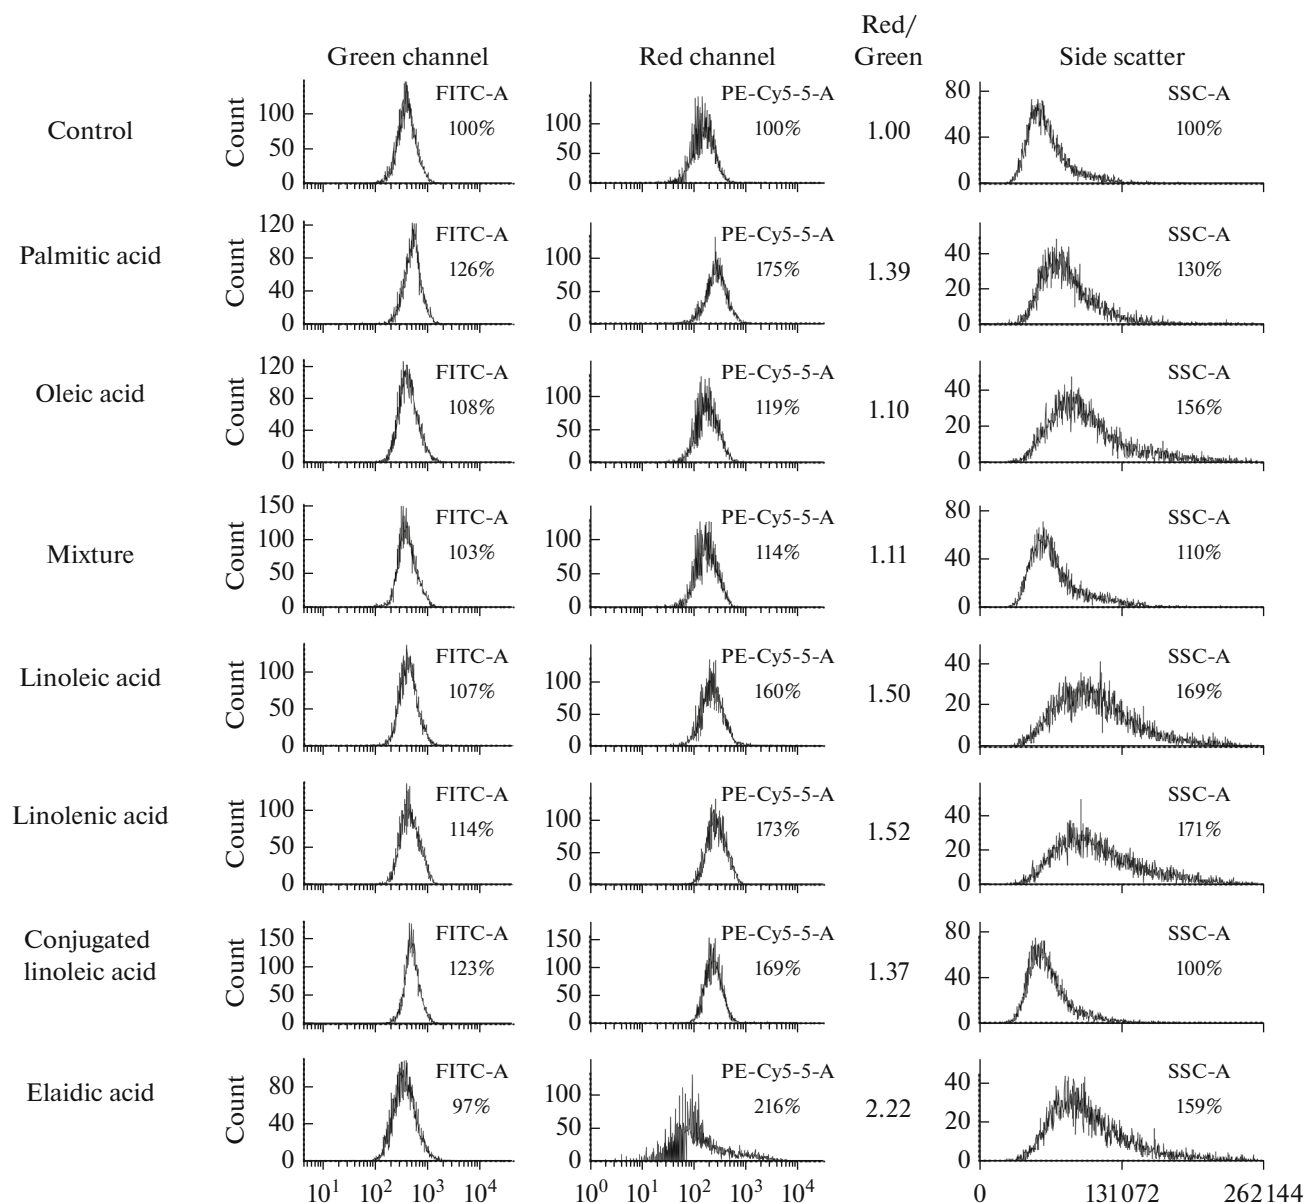 Red/
Green channel Red channel Green Side scatter
Control
Count
100
50
0
FITC-A
100%
100
50
0
PE-Cy5-5-A
100%
1.00
80
40
0
SSC-A
100%
Palmitic acid
Count
120
80
40
0
FITC-A
126%
100
50
0
PE-Cy5-5-A
175%
1.39
40
20
0
SSC-A
130%
Oleic acid
Count
120
80
40
0
FITC-A
108%
100
50
0
PE-Cy5-5-A
119%
1.10
40
20
0
SSC-A
156%
Mixture
Count
150
100
50
0
FITC-A
103%
100
50
0
PE-Cy5-5-A
114%
1.11
80
40
0
SSC-A
110%
Linoleic acid
Count
100
50
0
FITC-A
107%
100
50
0
PE-Cy5-5-A
160%
1.50
40
20
0
SSC-A
169%
Linolenic acid
Count
100
50
0
FITC-A
114%
100
50
0
PE-Cy5-5-A
173%
1.52
40
20
0
SSC-A
171%
Conjugated
linoleic acid
Count
150
100
50
0
FITC-A
123%
150
100
50
0
PE-Cy5-5-A
169%
1.37
80
40
0
SSC-A
100%
Elaidic acid
Count
80
40
0
FITC-A
97%
100
50
0
PE-Cy5-5-A
216%
2.22
40
20
0
SSC-A
159%
10¹ 10² 10³ 10⁴ 10⁰ 10¹ 10² 10³ 10⁴ 0 131072 262144